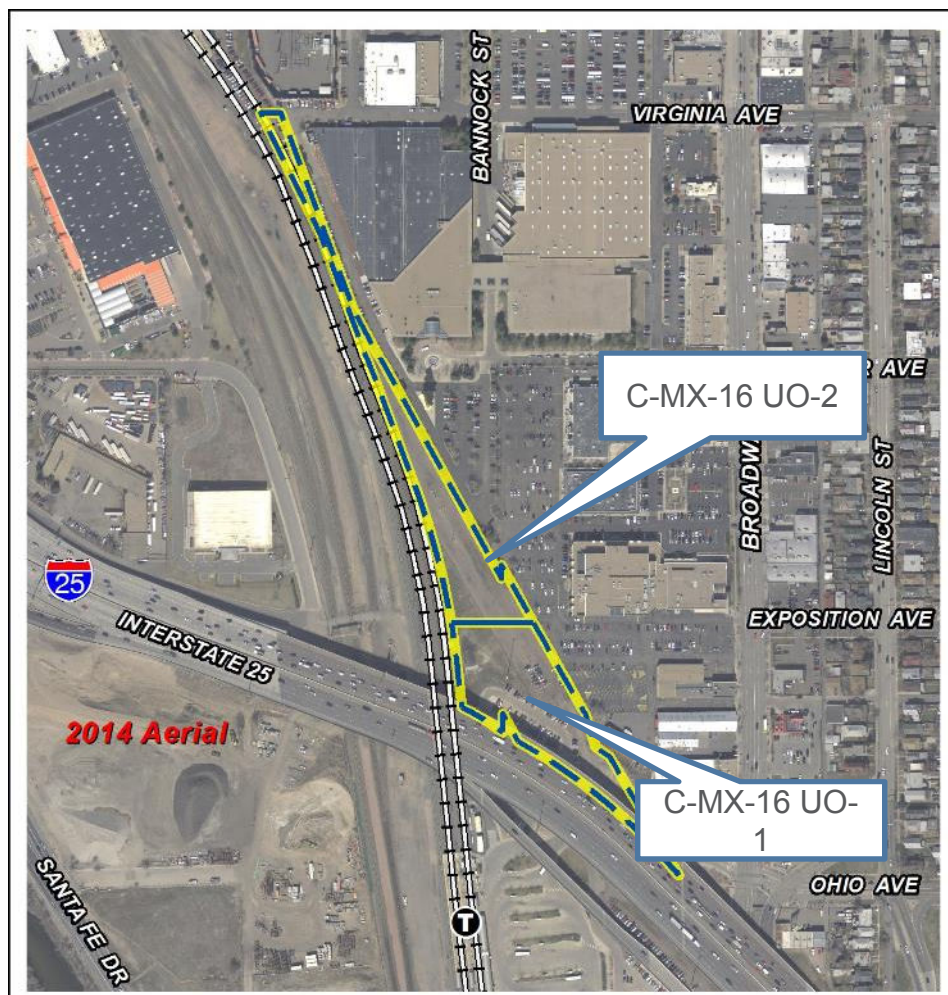 BANNOCK ST
VIRGINIA AVE
C-MX-16 UO-2
R AVE
BROADW
LINCOLN ST
25
INTERSTATE 25
EXPOSITION AVE
2014 Aerial
C-MX-16 UO-
1
SANTA FE DR
T
OHIO AVE